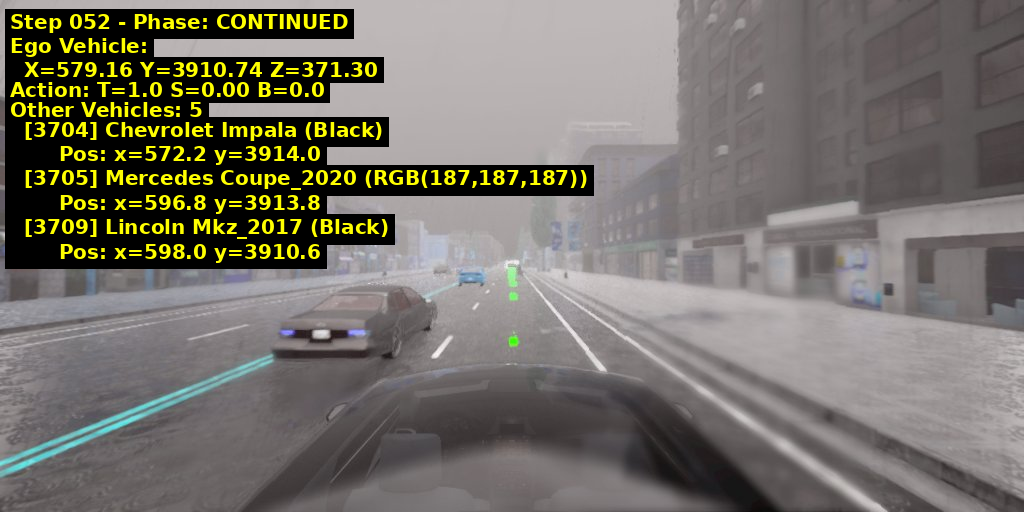 Step 052 - Phase: CONTINUED
Ego Vehicle:
X=579.16 Y=3910.74 Z=371.30
Action: T=1.0 S=0.00 B=0.0
Other Vehicles: 5
[3704] Chevrolet Impala (Black)
Pos: x=572.2 y=3914.0
[3705] Mercedes Coupe_2020 (RGB(187,187,187))
Pos: x=596.8 y=3913.8
[3709] Lincoln Mkz_2017 (Black)
Pos: x=598.0 y=3910.6